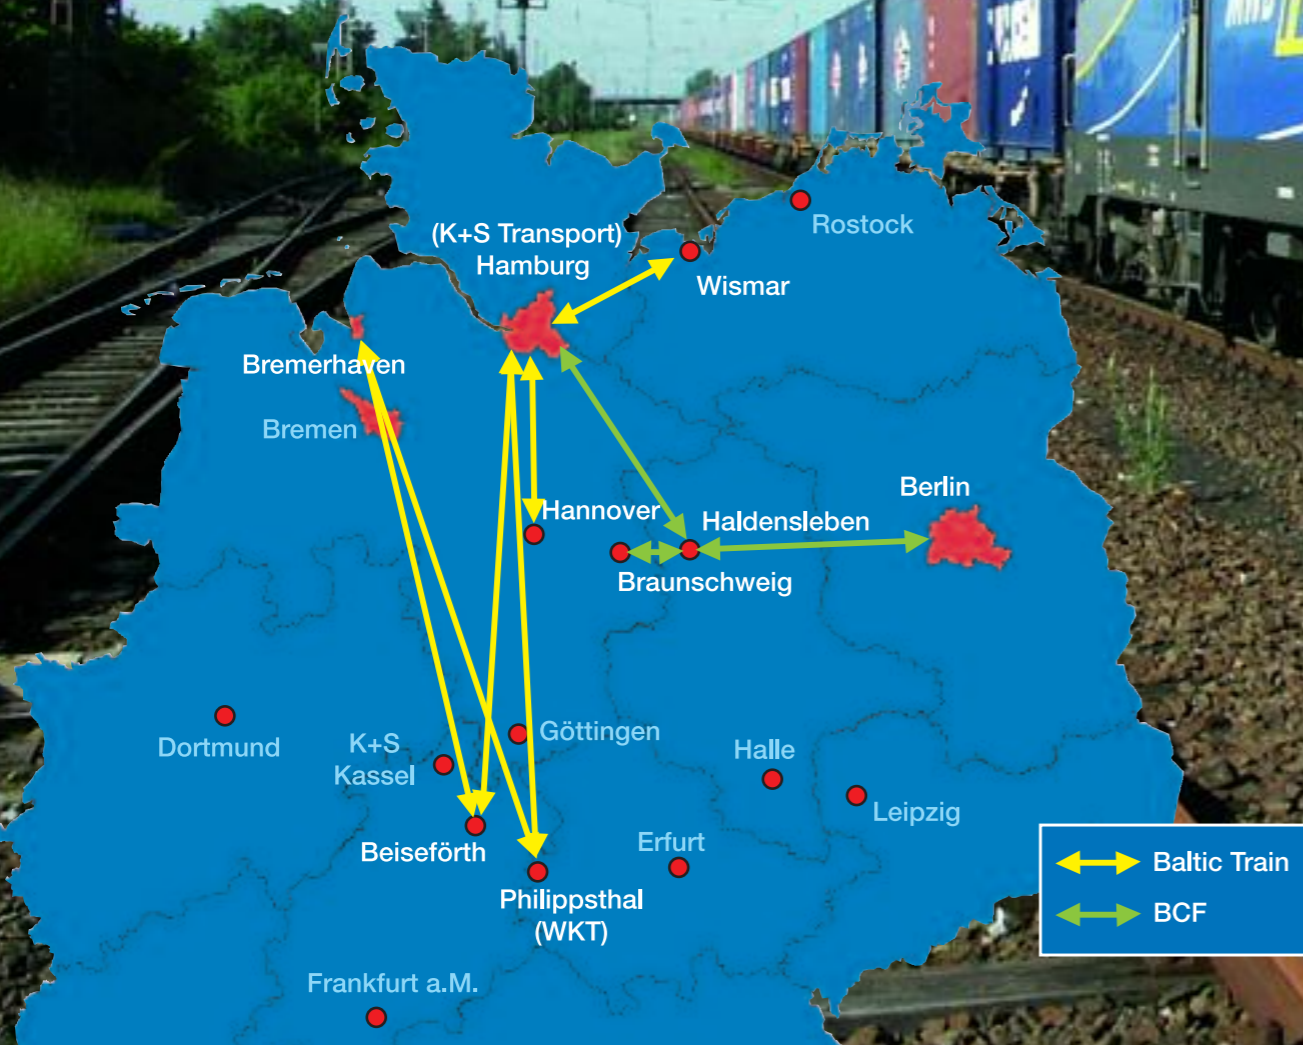 Rostock
(K+S Transport)
Hamburg
Wismar
Bremerhaven
Bremen
Berlin
Hannover
Haldensleben
Braunschweig
Dortmund
K+S
Kassel
Göttingen
Halle
Leipzig
Beiseförth
Erfurt
Philippsthal
(WKT)
Frankfurt a.M.
Baltic Train
BCF